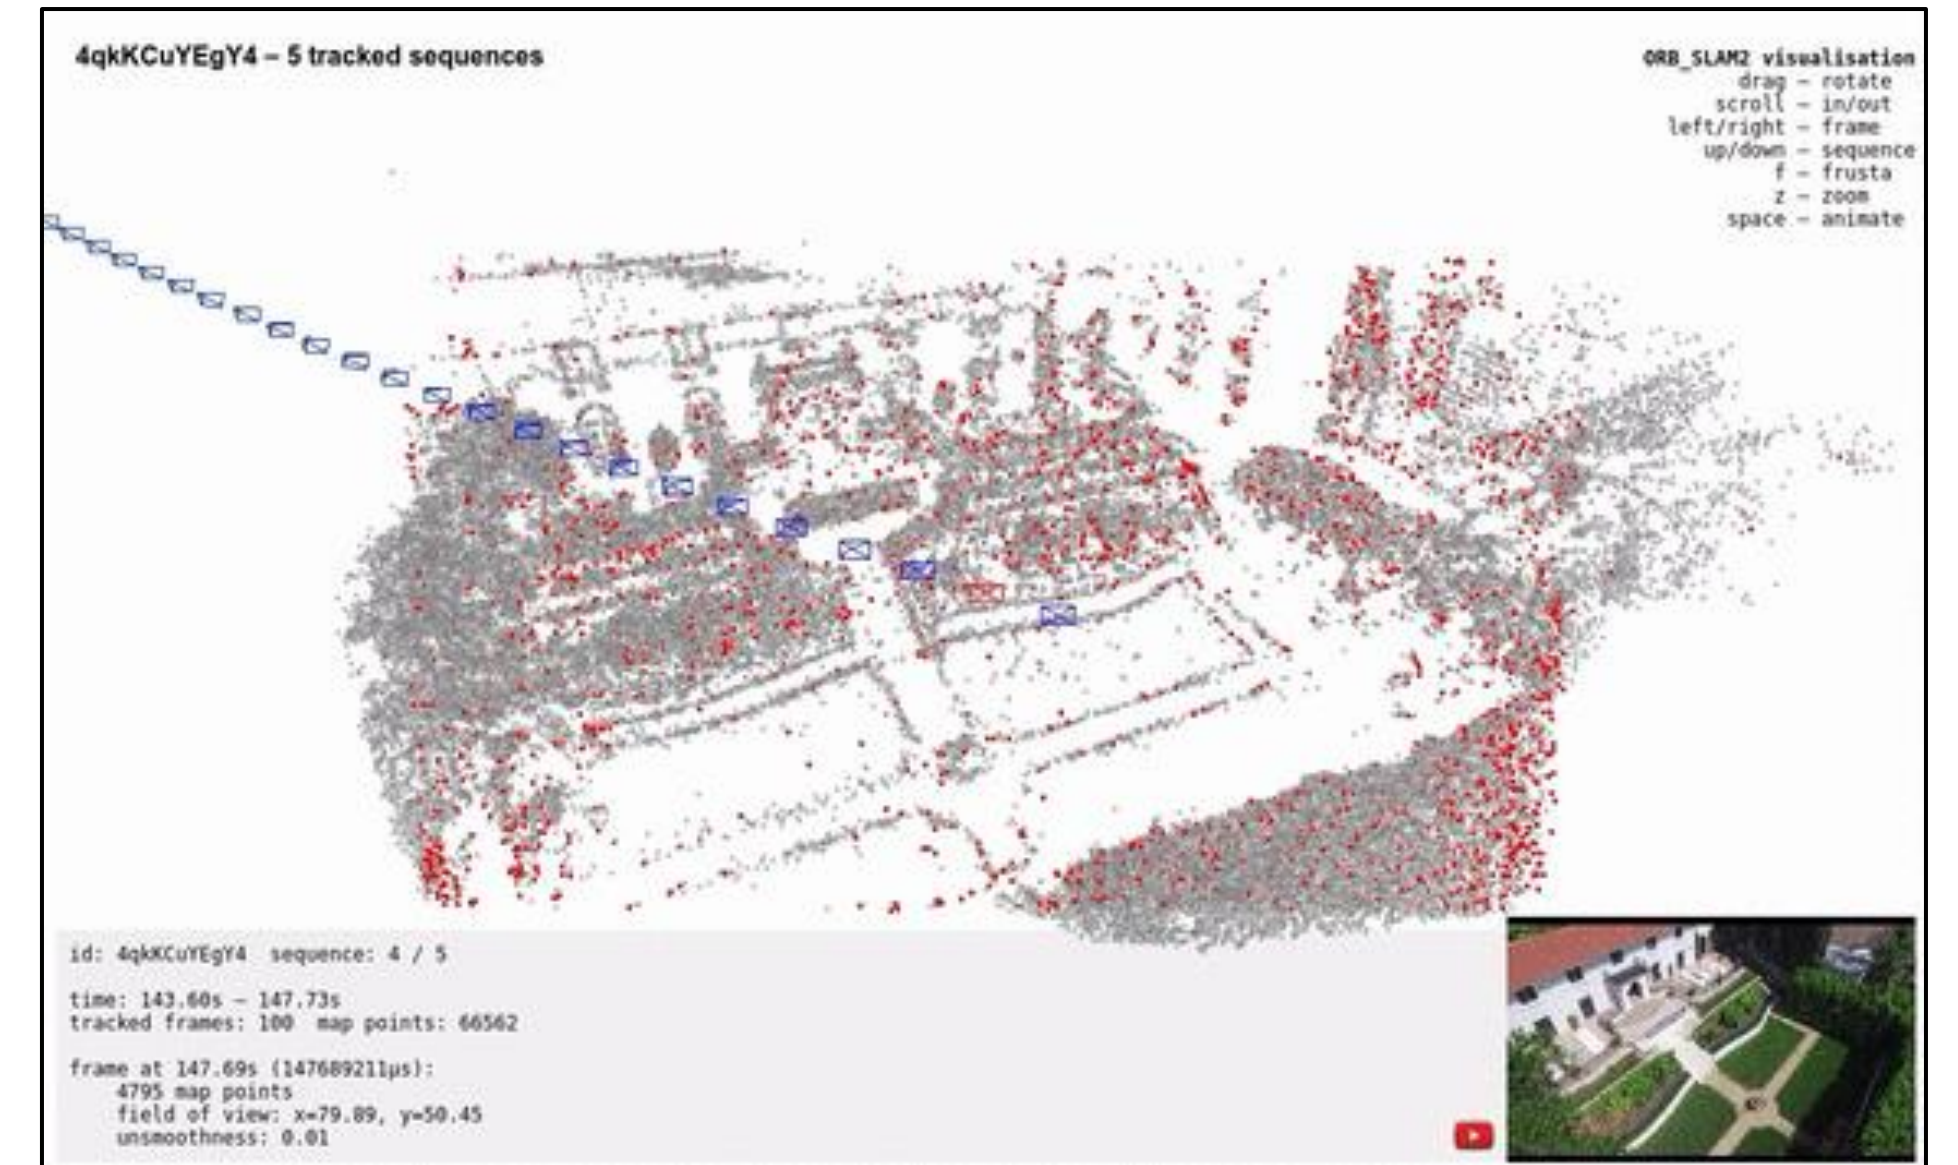 4qkKCuYEgY4 – 5 tracked sequences
ORB_SLAM2 visualisation
drag – rotate
scroll – in/out
left/right – frame
up/down – sequence
f – frusta
z – zoom
space – animate
id: 4qkKCuYEgY4 sequence: 4 / 5
time: 143.60s – 147.73s
tracked frames: 100 map points: 66562
frame at 147.69s (147689211µs):
4795 map points
field of view: x=79.89, y=50.45
unsmoothness: 0.01